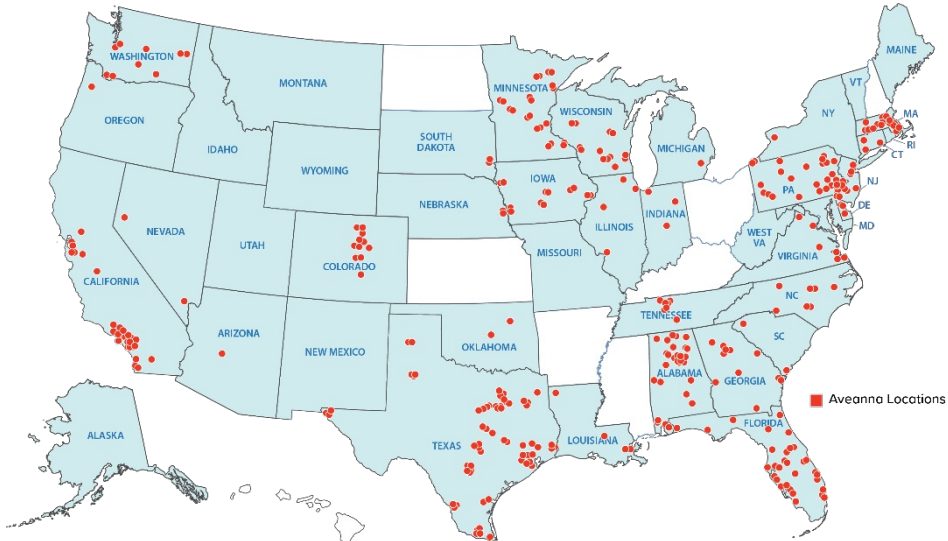 WASHINGTON
OREGON
CALIFORNIA
NEVADA
IDAHO
MONTANA
WYOMING
UTAH
COLORADO
ARIZONA
NEW MEXICO
SOUTH
DAKOTA
NEBRASKA
OKLAHOMA
TEXAS
MINNESOTA
IOWA
MISSOURI
LOUISIANA
WISCONSIN
ILLINOIS
MICHIGAN
INDIANA
TENNESSEE
ALABAMA
GEORGIA
FLORIDA
SC
NC
VIRGINIA
WEST
VA
PA
NY
VT
MAINE
MA
RI
CT
NJ
DE
MD
ALASKA
Aveanna Locations